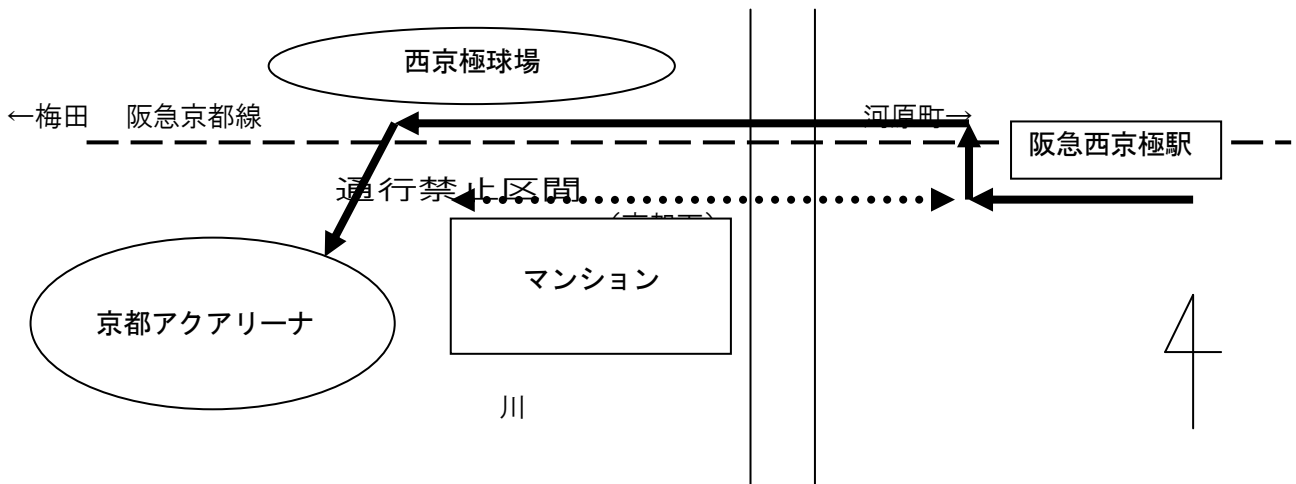 西京極球場
←梅田　阪急京都線
河原町→
阪急西京極駅
通行禁止区間
マンション
京都アクアリーナ
川